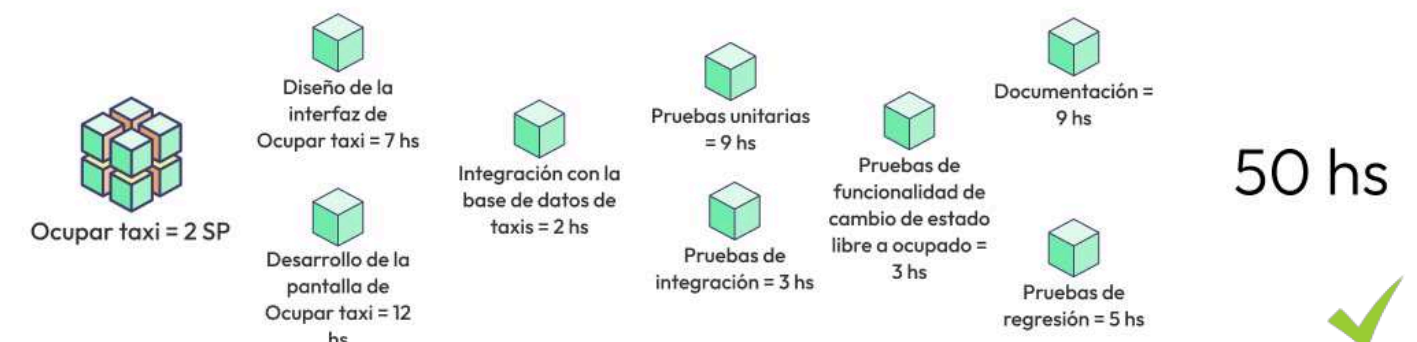 Ocupar taxi = 2 SP
Diseño de la
interfaz de
Ocupar taxi = 7 hs
Desarrollo de la
pantalla de
Ocupar taxi = 12
hs
Integración con la
base de datos de
taxis = 2 hs
Pruebas unitarias
= 9 hs
Pruebas de
integración = 3 hs
Pruebas de
funcionalidad de
cambio de estado
libre a ocupado =
3 hs
Documentación =
9 hs
Pruebas de
regresión = 5 hs
50 hs